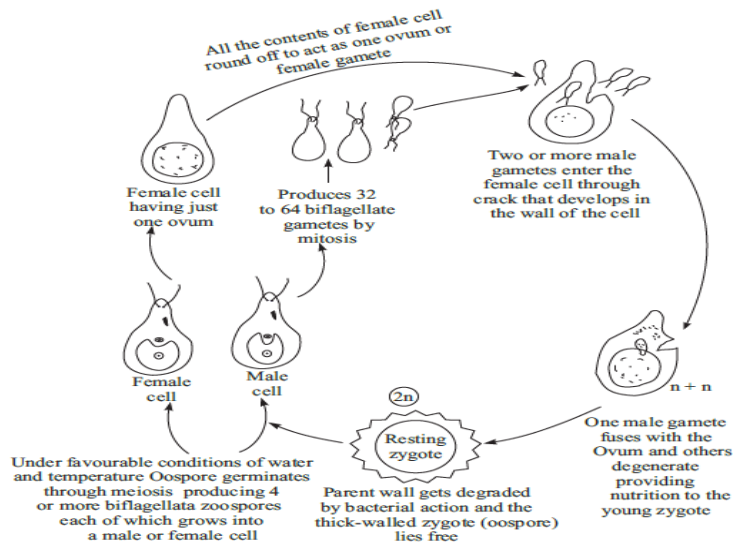 All the contents of female cell
round off to act as one ovum or
female gamete
Female cell
having just
one ovum
Produces 32
to 64 biflagellate
gametes by
mitosis
Two or more male
gametes enter the
female cell through
crack that develops in
the wall of the cell
Female
cell
Male
cell
n + n
2n
Resting
zygote
One male gamete
fuses with the
Ovum and others
degenerate
providing
nutrition to the
young zygote
Under favourable conditions of water
and temperature Oospore germinates
through meiosis producing 4
or more biflagellata zoospores
each of which grows into
a male or female cell
Parent wall gets degraded
by bacterial action and the
thick-walled zygote (oospore)
lies free